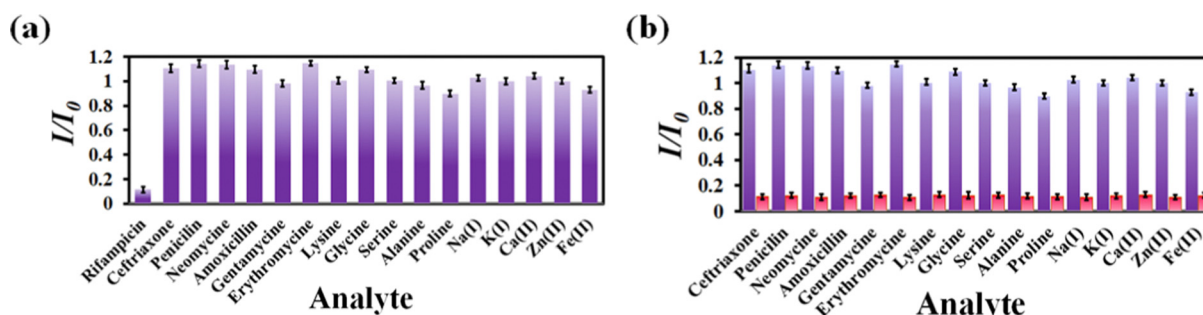 (a)
1.2
1
0.8
0.6
0.4
0.2
0
I/I0
Rifampicin
Ceftriaxone
Penicilin
Neomycine
Amoxicillin
Gentamycine
Erythromycine
Lysine
Glycine
Serine
Alanine
Proline
Na(I)
K(I)
Ca(II)
Zn(II)
Fe(II)
Analyte
(b)
1.2
1
0.8
0.6
0.4
0.2
0
I/I0
Ceftriaxone
Penicilin
Neomycine
Amoxicillin
Gentamycine
Erythromycine
Lysine
Glycine
Serine
Alanine
Proline
Na(I)
K(I)
Ca(II)
Zn(II)
Fe(II)
Analyte